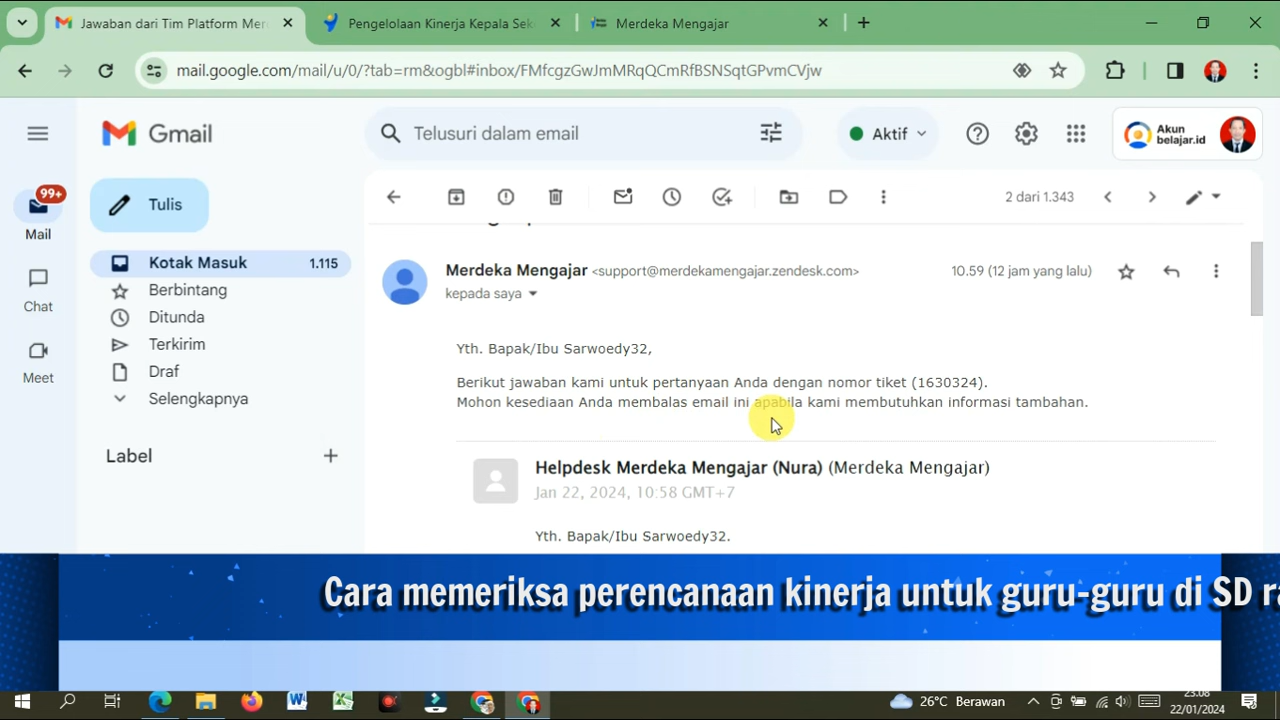 Jawaban dari Tim Platform Mer
Pengelolaan Kinerja Kepala Sek
Merdeka Mengajar
mail.google.com/mail/u/0/?tab=rm&ogbl#inbox/FMfcgzGwJmMRqQCmRfBSNSqtGPvmCVjw
Gmail
Telusuri dalam email
Aktif
Akun
belajar.id
99+
Mail
Chat
Meet
Tulis
Kotak Masuk 1.115
Berbintang
Ditunda
Terkirim
Draf
Selengkapnya
Label
2 dari 1.343
Merdeka Mengajar <support@merdekamengajar.zendesk.com> 10.59 (12 jam yang lalu)
kepada saya
Yth. Bapak/Ibu Sarwoedy32,
Berikut jawaban kami untuk pertanyaan Anda dengan nomor tiket (1630324).
Mohon kesediaan Anda membalas email ini apabila kami membutuhkan informasi tambahan.
Helpdesk Merdeka Mengajar (Nura) (Merdeka Mengajar)
Jan 22, 2024, 10:58 GMT+7
Yth. Bapak/Ibu Sarwoedy32.
Cara memeriksa perencanaan kinerja untuk guru-guru di SD ra
26°C Berawan
23.08
22/01/2024